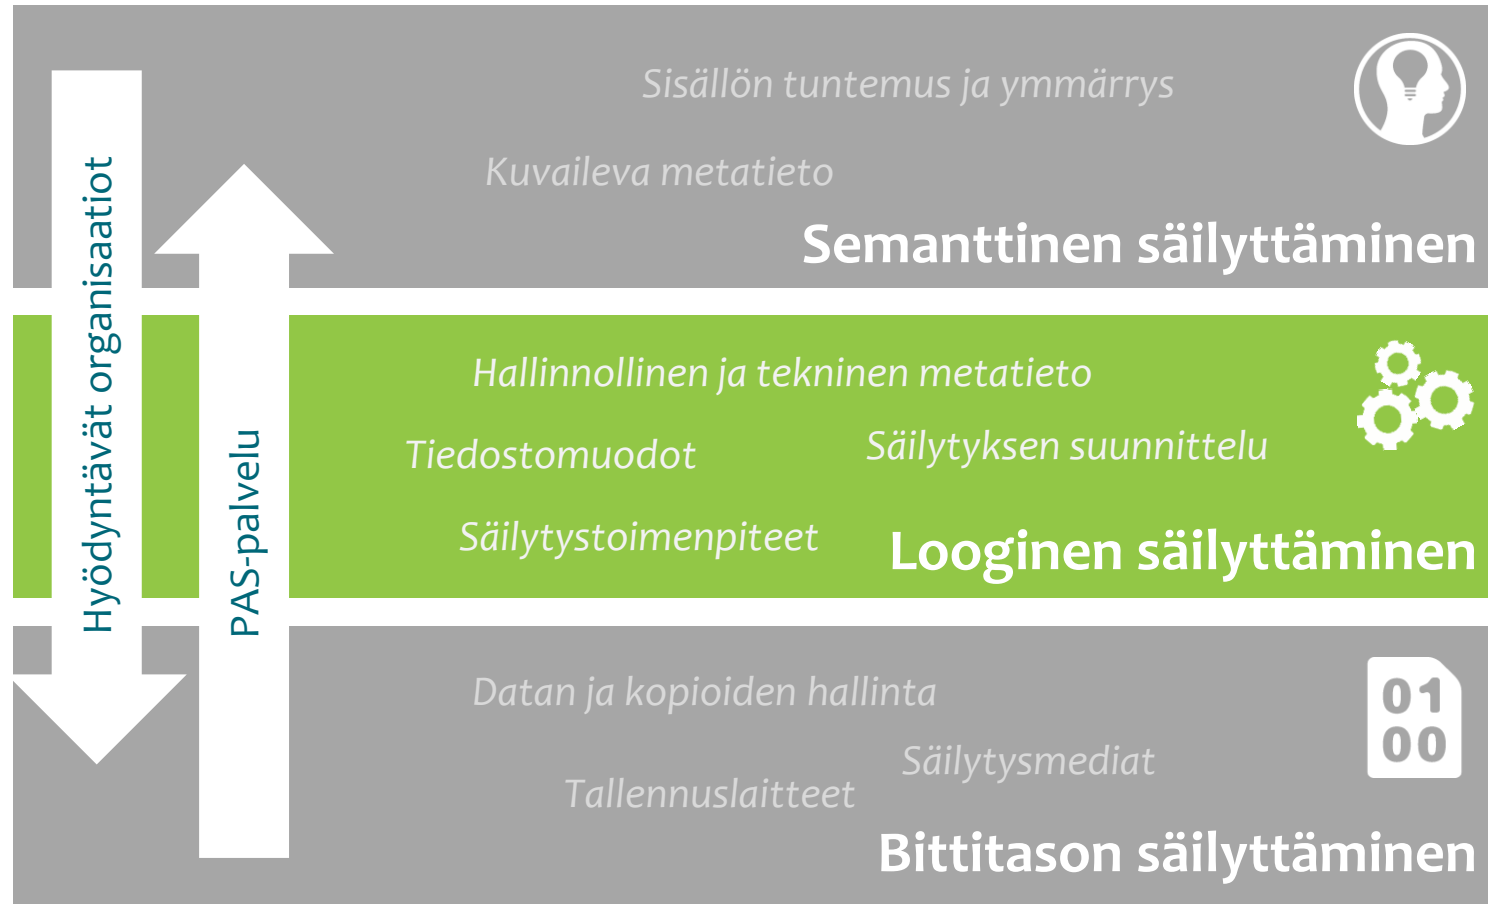 Sisällön tuntemus ja ymmärrys
Kuvaileva metatieto
Semanttinen säilyttäminen
Hyödyntävät organisaatiot
PAS-palvelu
Hallinnollinen ja tekninen metatieto
Tiedostomuodot
Säilytyksen suunnittelu
Säilytystoimenpiteet
Looginen säilyttäminen
Datan ja kopioiden hallinta
Säilytysmediat
Tallennuslaitteet
Bittitason säilyttäminen
01
00